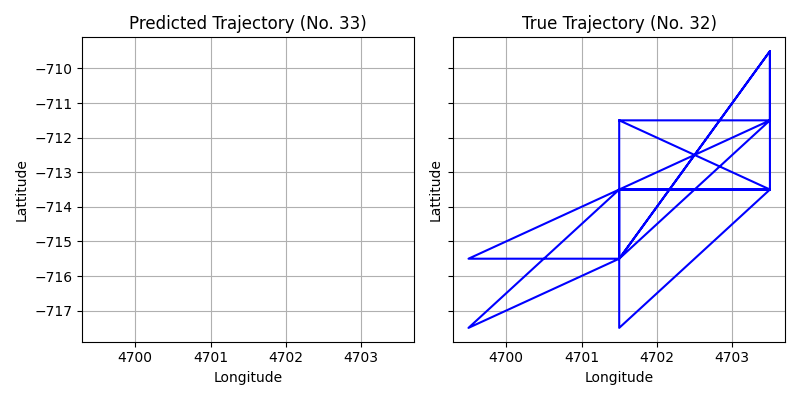 Predicted Trajectory (No. 33)
True Trajectory (No. 32)
−710
−711
−712
−713
−714
−715
−716
−717
Lattitude
Lattitude
4700 4701 4702 4703
4700 4701 4702 4703
Longitude
Longitude